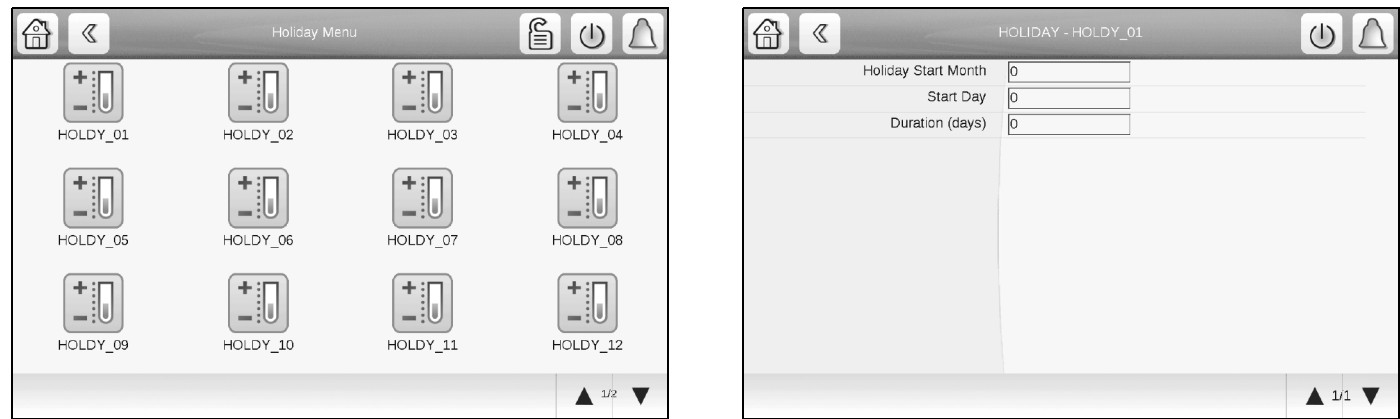 Holiday Menu
HOLDY_01 HOLDY_02 HOLDY_03 HOLDY_04
HOLDY_05 HOLDY_06 HOLDY_07 HOLDY_08
HOLDY_09 HOLDY_10 HOLDY_11 HOLDY_12
1/2
HOLIDAY - HOLDY_01
Holiday Start Month 0
Start Day 0
Duration (days) 0
1/1